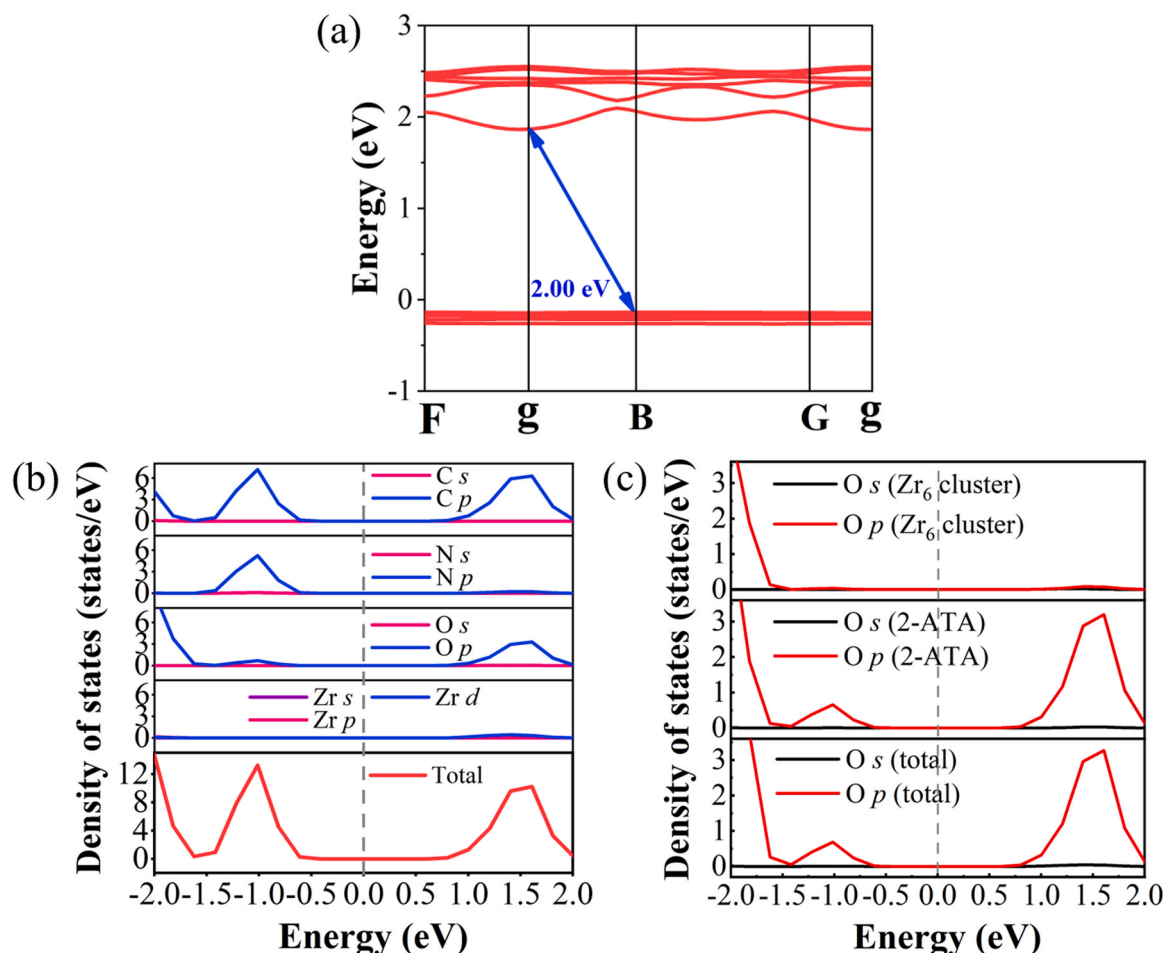 (a)
Energy (eV)
3
2
1
0
-1
2.00 eV
F g B G g
(b)
Density of states (states/eV)
6
3
0
C s
C p
6
3
0
N s
N p
6
3
0
O s
O p
6
3
0
Zr s Zr d
Zr p
12
8
4
0
Total
-2.0 -1.5 -1.0 -0.5 0.0 0.5 1.0 1.5 2.0
Energy (eV)
(c)
Density of states (states/eV)
3
2
1
0
O s (Zr₆ cluster)
O p (Zr₆ cluster)
3
2
1
0
O s (2-ATA)
O p (2-ATA)
3
2
1
0
O s (total)
O p (total)
-2.0 -1.5 -1.0 -0.5 0.0 0.5 1.0 1.5 2.0
Energy (eV)